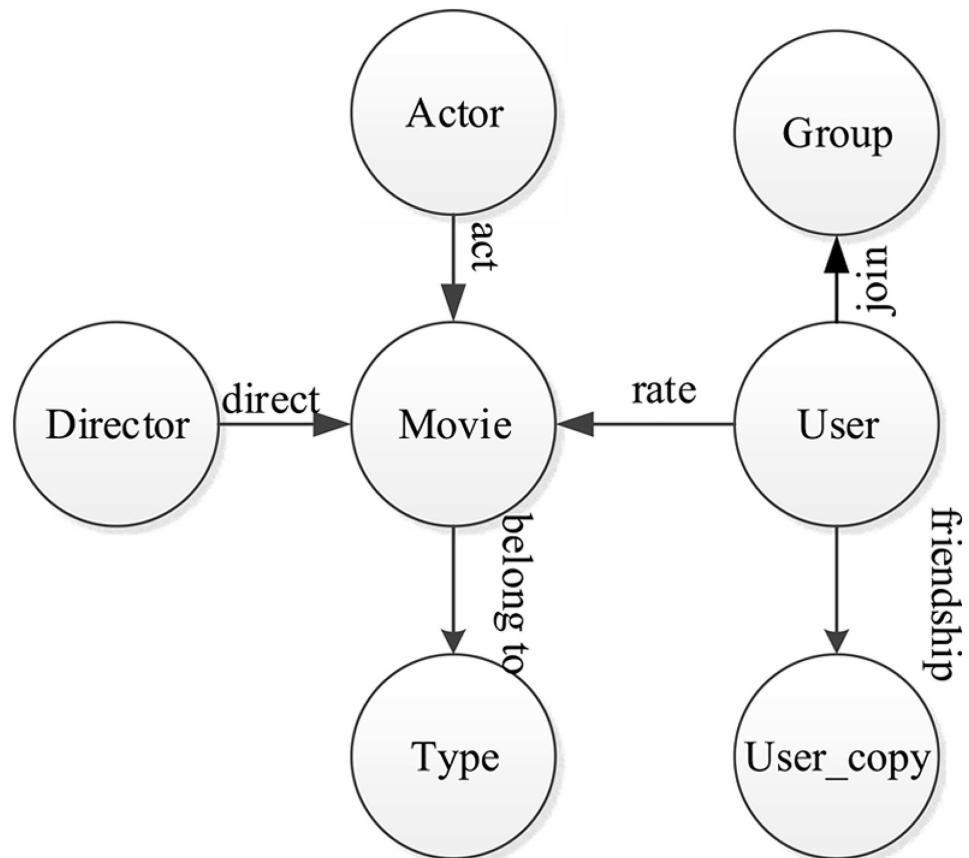 Actor
Group
act
join
Director
direct
Movie
rate
User
belong to
friendship
Type
User_copy